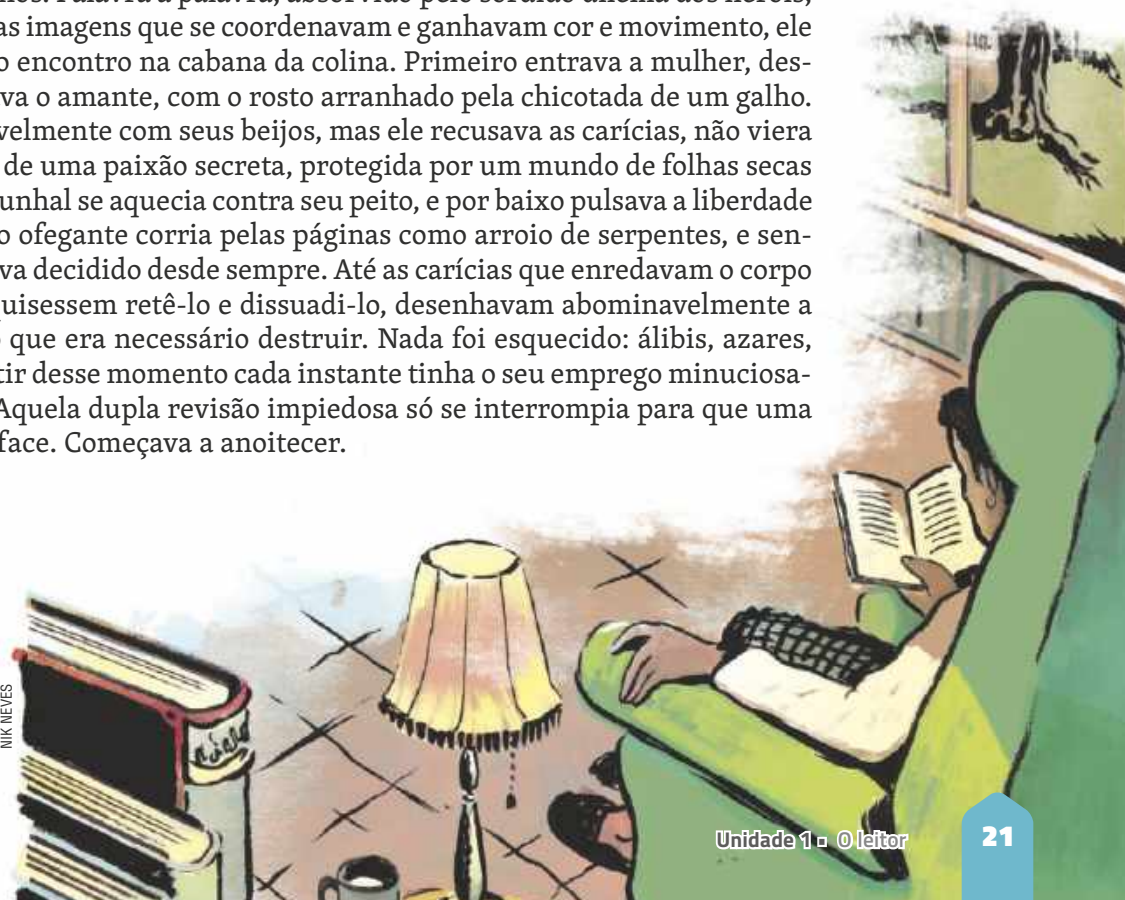 Palavra a palavra, absorvido pelo sórdido dilema dos heróis,
as imagens que se coordenavam e ganhavam cor e movimento, ele
o encontro na cabana da colina. Primeiro entrava a mulher, des-
va o amante, com o rosto arranhado pela chicotada de um galho.
velmente com seus beijos, mas ele recusava as carícias, não viera
de uma paixão secreta, protegida por um mundo de folhas secas
unhal se aquecia contra seu peito, e por baixo pulsava a liberdade
o ofegante corria pelas páginas como arroio de serpentes, e sen-
va decidido desde sempre. Até as carícias que enredavam o corpo
uisessem retê-lo e dissuadi-lo, desenhavam abominavelmente a
que era necessário destruir. Nada foi esquecido: álibis, azares,
tir desse momento cada instante tinha o seu emprego minuciosa-
Aquela dupla revisão impiedosa só se interrompia para que uma
face. Começava a anoitecer.
NIK NEVES
Unidade 1 ▪ O leitor
21